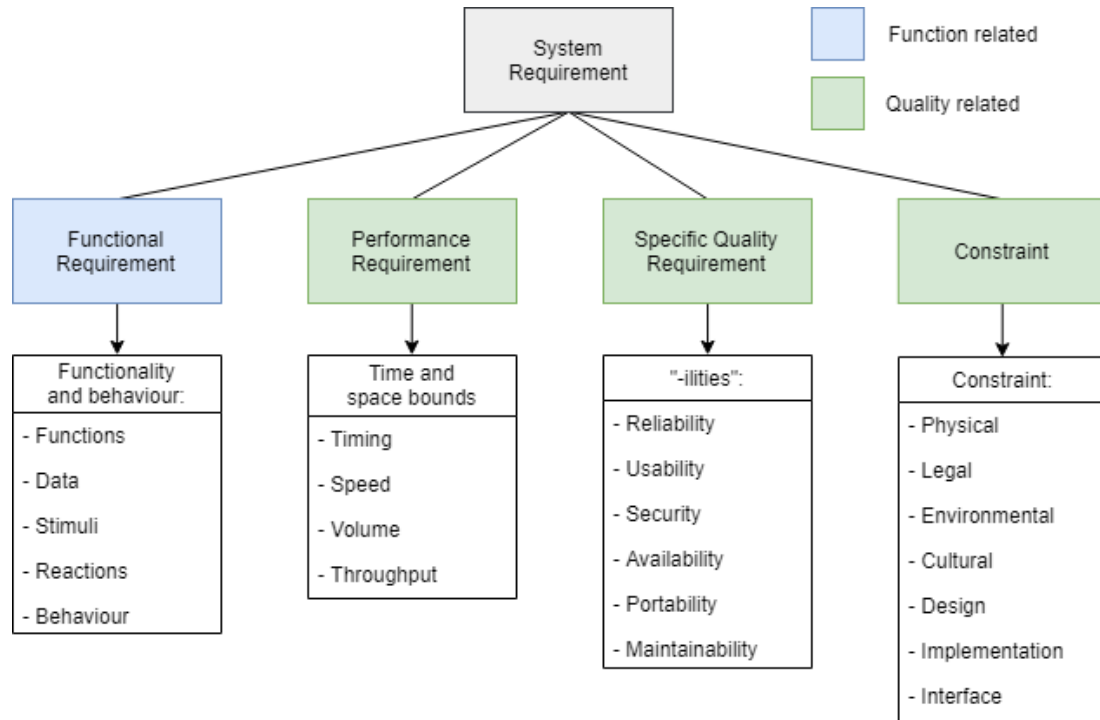 System
Requirement
Function related
Quality related
Functional
Requirement
Performance
Requirement
Specific Quality
Requirement
Constraint
Functionality
and behaviour:
- Functions
- Data
- Stimuli
- Reactions
- Behaviour
Time and
space bounds
- Timing
- Speed
- Volume
- Throughput
"-ilities":
- Reliability
- Usability
- Security
- Availability
- Portability
- Maintainability
Constraint:
- Physical
- Legal
- Environmental
- Cultural
- Design
- Implementation
- Interface